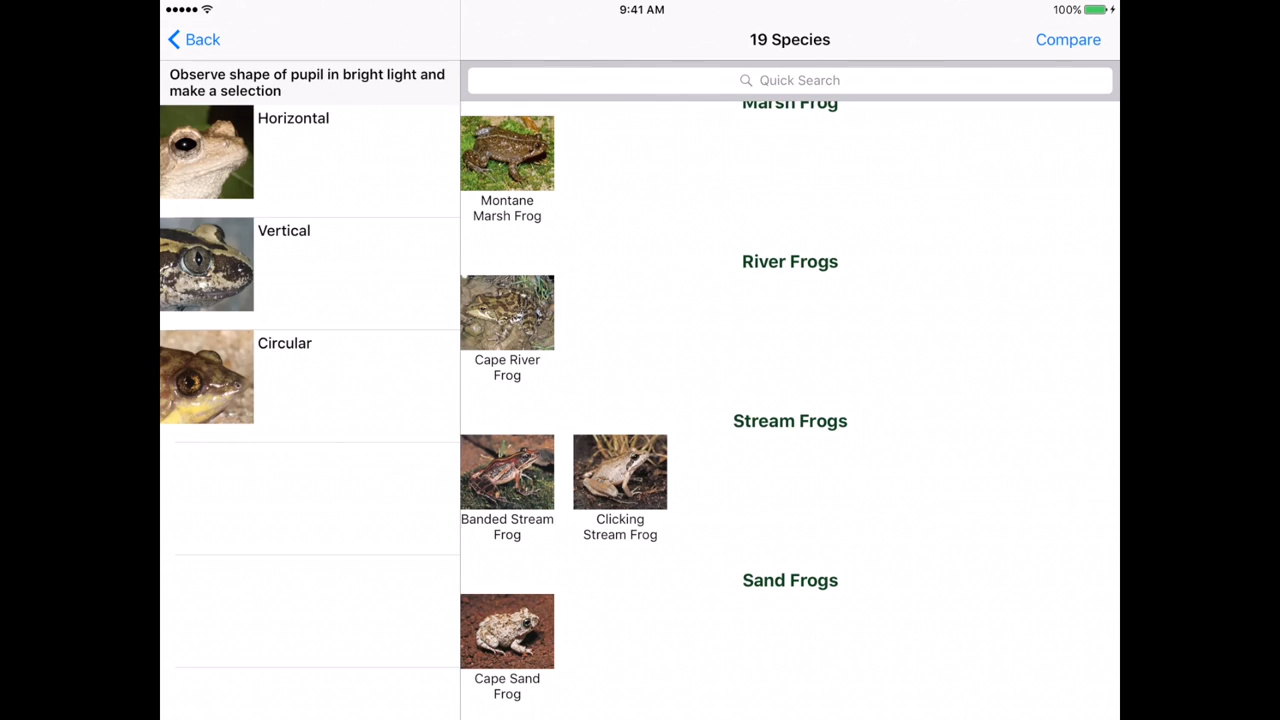 9:41 AM
100%
Back
19 Species
Compare
Observe shape of pupil in bright light and
make a selection
Quick Search
Horizontal
Vertical
Circular
Marsh Frog
Montane
Marsh Frog
River Frogs
Cape River
Frog
Stream Frogs
Banded Stream
Frog
Clicking
Stream Frog
Sand Frogs
Cape Sand
Frog